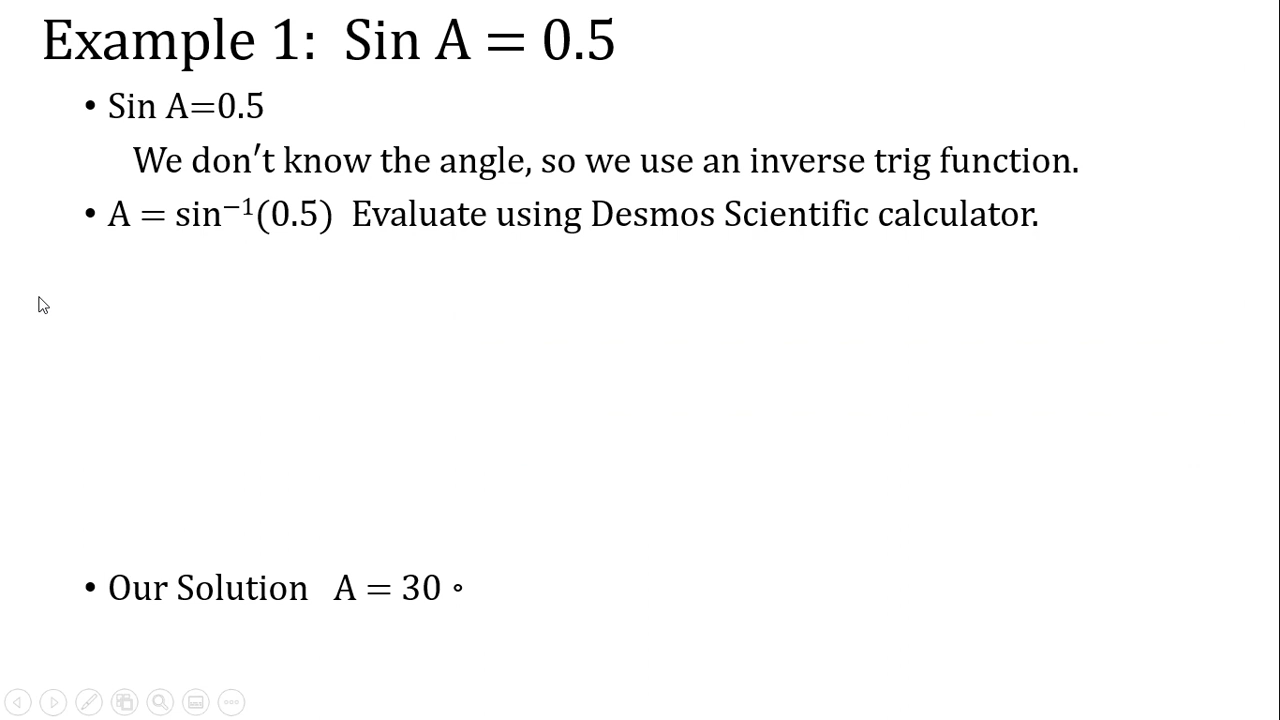 Example 1: Sin A = 0.5
• Sin A=0.5
We don′t know the angle, so we use an inverse trig function.
• A = sin⁻¹(0.5) Evaluate using Desmos Scientific calculator.
• Our Solution A = 30 ∘